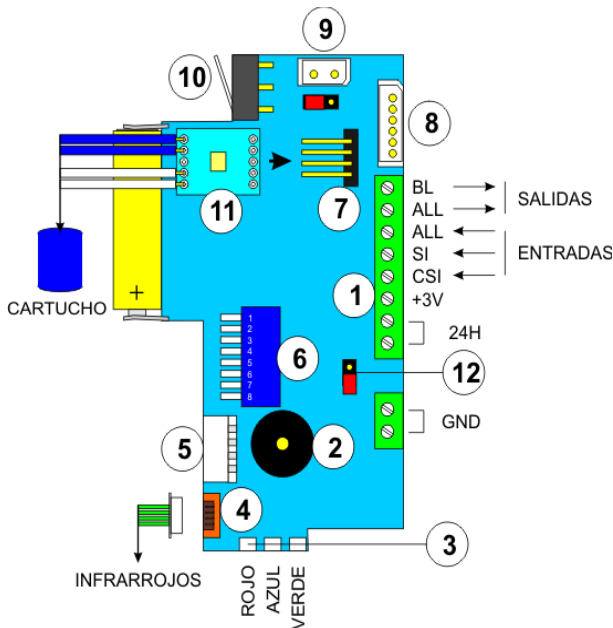 9
10
8
BL
ALL
SALIDAS
11
7
ALL
SI
ENTRADAS
CSI
+3V
1
+
CARTUCHO
24H
1
2
3
4
5
6
7
8
6
12
GND
5
2
4
3
INFRARROJOS
ROJO
AZUL
VERDE